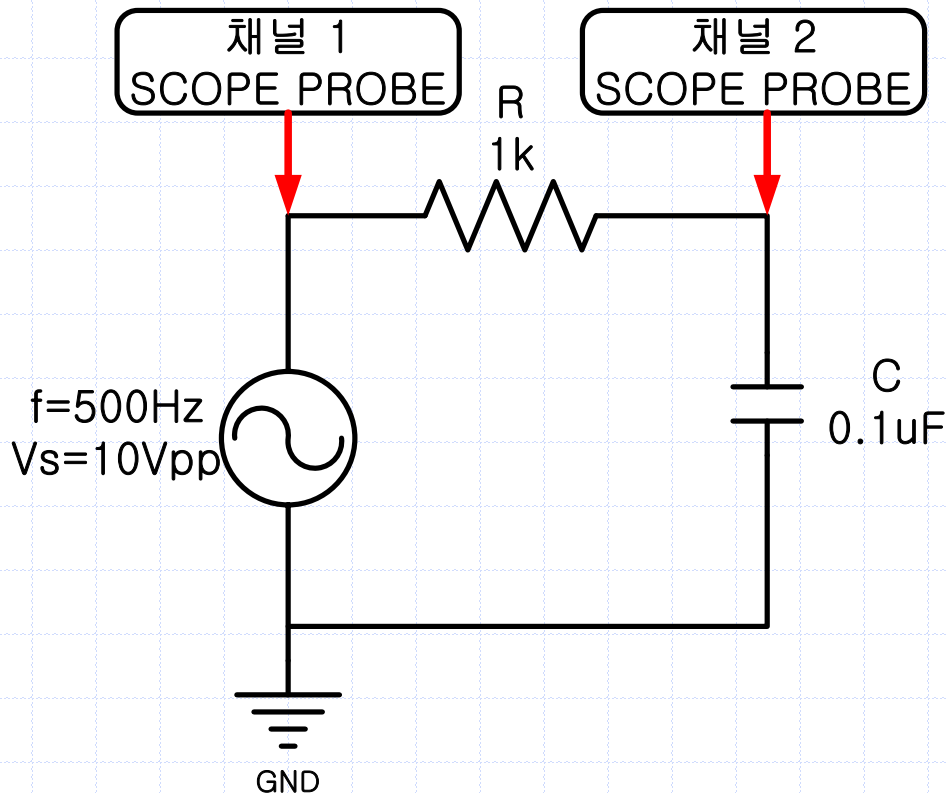 채널 1
SCOPE PROBE
채널 2
SCOPE PROBE
R
1k
f=500Hz
Vs=10Vpp
C
0.1uF
GND